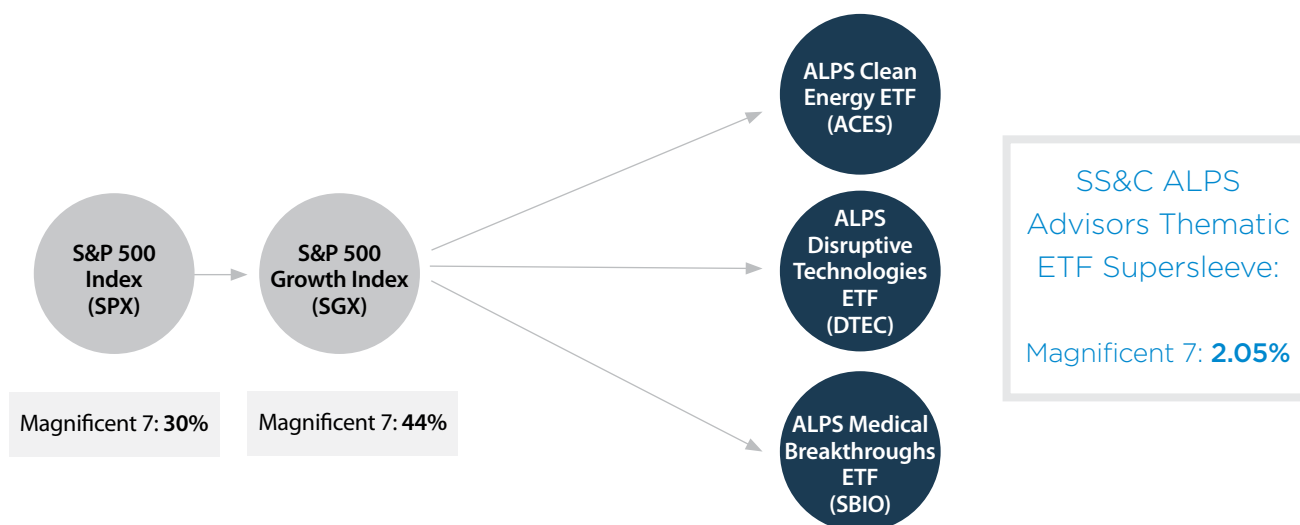 S&P 500
Index
(SPX)
Magnificent 7: 30%
S&P 500
Growth Index
(SGX)
Magnificent 7: 44%
ALPS Clean
Energy ETF
(ACES)
ALPS
Disruptive
Technologies
ETF
(DTEC)
ALPS Medical
Breakthroughs
ETF
(SBIO)
SS&C ALPS
Advisors Thematic
ETF Supersleeve:
Magnificent 7: 2.05%